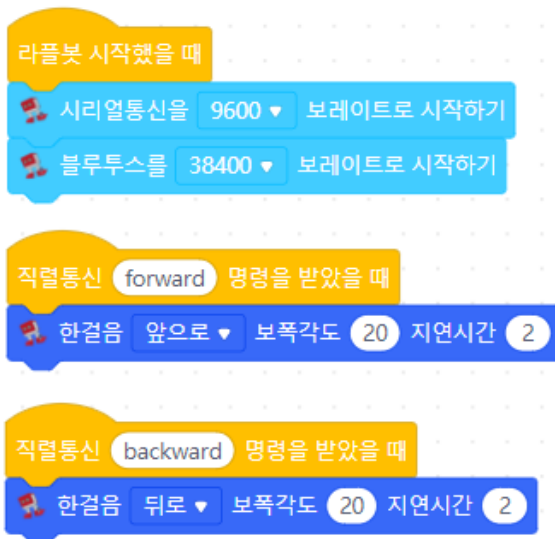 라플봇 시작했을 때
시리얼통신을 9600 보레이트로 시작하기
블루투스를 38400 보레이트로 시작하기
직렬통신 forward 명령을 받았을 때
한걸음 앞으로 보폭각도 20 지연시간 2
직렬통신 backward 명령을 받았을 때
한걸음 뒤로 보폭각도 20 지연시간 2